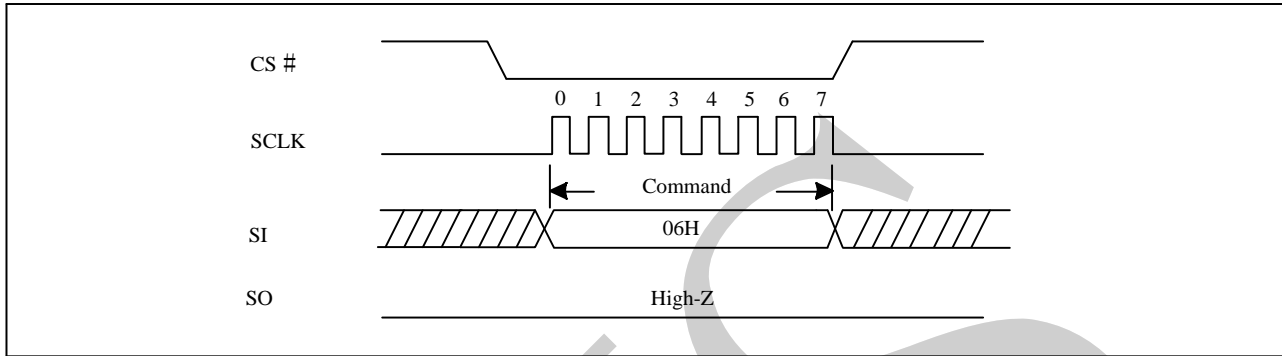 CS #
0 1 2 3 4 5 6 7
SCLK
Command
SI
06H
SO
High-Z